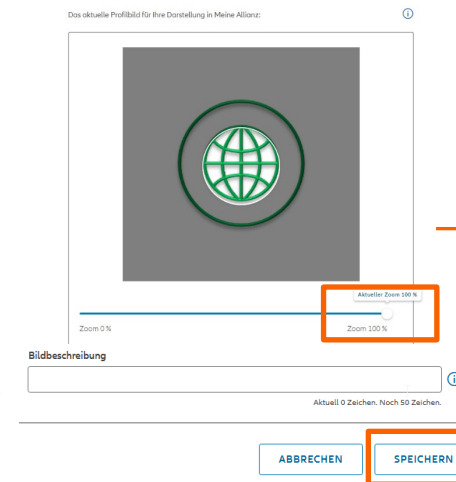 Das aktuelle Profilbild für Ihre Darstellung in Meine Allianz:
Aktueller Zoom 100 %
Zoom 0 %
Zoom 100 %
Bildbeschreibung
Aktuell 0 Zeichen. Noch 50 Zeichen.
ABBRECHEN
SPEICHERN